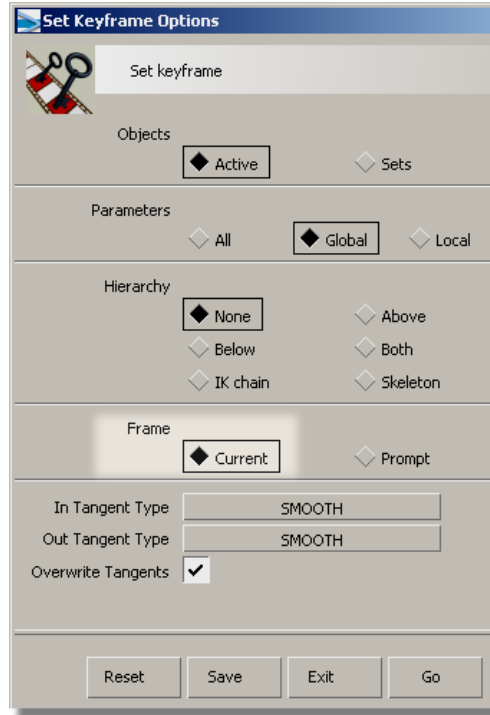 Set Keyframe Options
Set keyframe
Objects
Active Sets
Parameters
All Global Local
Hierarchy
None Above
Below Both
IK chain Skeleton
Frame
Current Prompt
In Tangent Type SMOOTH
Out Tangent Type SMOOTH
Overwrite Tangents
Reset Save Exit Go